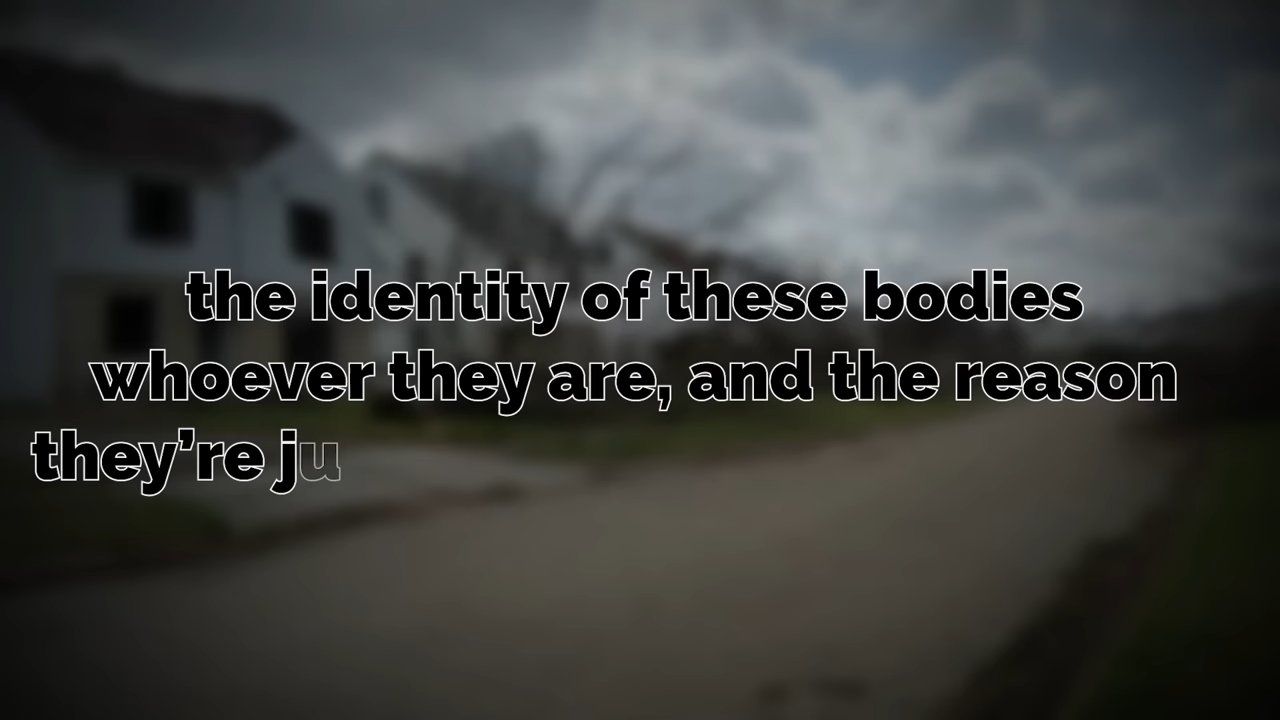 the identity of these bodies
whoever they are, and the reason
they’re ju